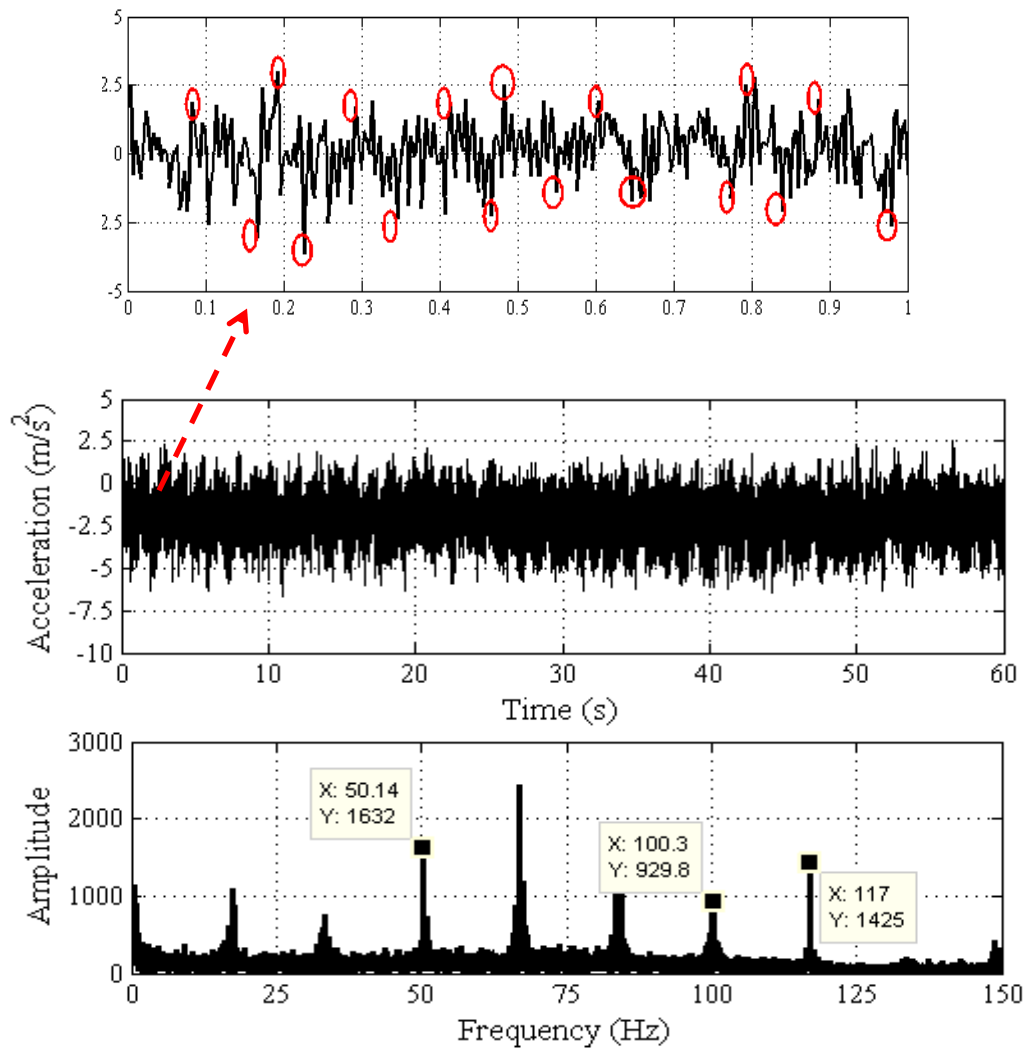 5
2.5
0
2.5
-5
0 0.1 0.2 0.3 0.4 0.5 0.6 0.7 0.8 0.9 1
Acceleration (m/s²)
5
2.5
0
-2.5
-5
-7.5
-10
0 10 20 30 40 50 60
Time (s)
Amplitude
3000
2000
1000
0
X: 50.14
Y: 1632
X: 100.3
Y: 929.8
X: 117
Y: 1425
0 25 50 75 100 125 150
Frequency (Hz)